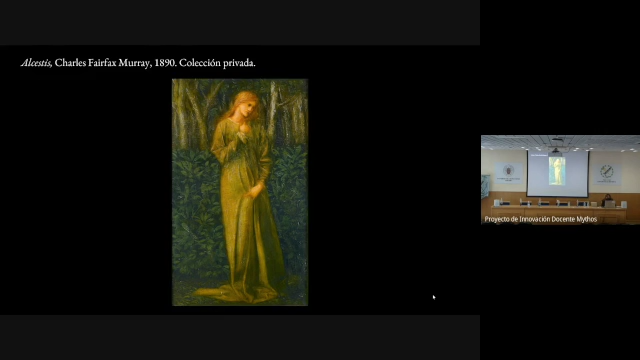 Alcestis, Charles Fairfax Murray, 1890. Colección privada.
Proyecto de Innovación Docente Mythos